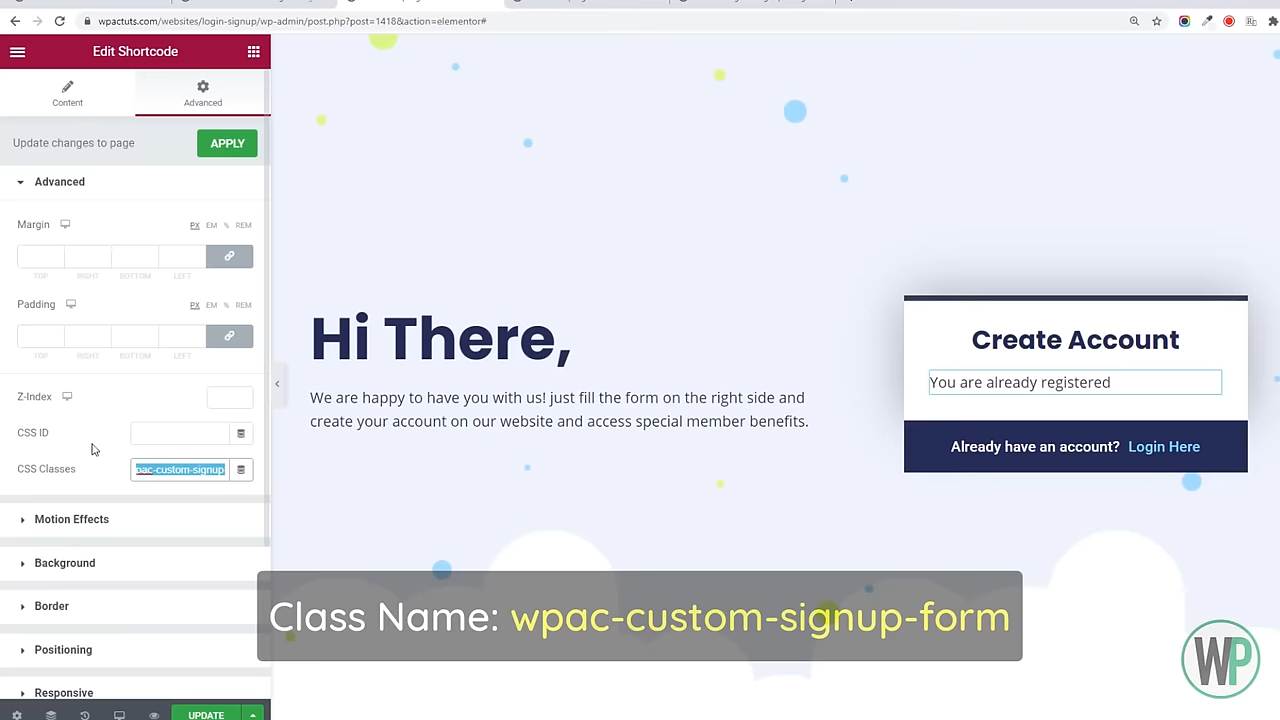 wpactuts.com/websites/login-signup/wp-admin/post.php?post=1418&action=elementor#
Edit Shortcode
Content
Advanced
Update changes to page
APPLY
Advanced
Margin
PX EM % REM
TOP RIGHT BOTTOM LEFT
Padding
PX EM % REM
TOP RIGHT BOTTOM LEFT
Z-Index
CSS ID
CSS Classes
pac-custom-signup
Motion Effects
Background
Border
Positioning
Responsive
UPDATE
Hi There,
We are happy to have you with us! just fill the form on the right side and
create your account on our website and access special member benefits.
Create Account
You are already registered
Already have an account? Login Here
Class Name: wpac-custom-signup-form
WP